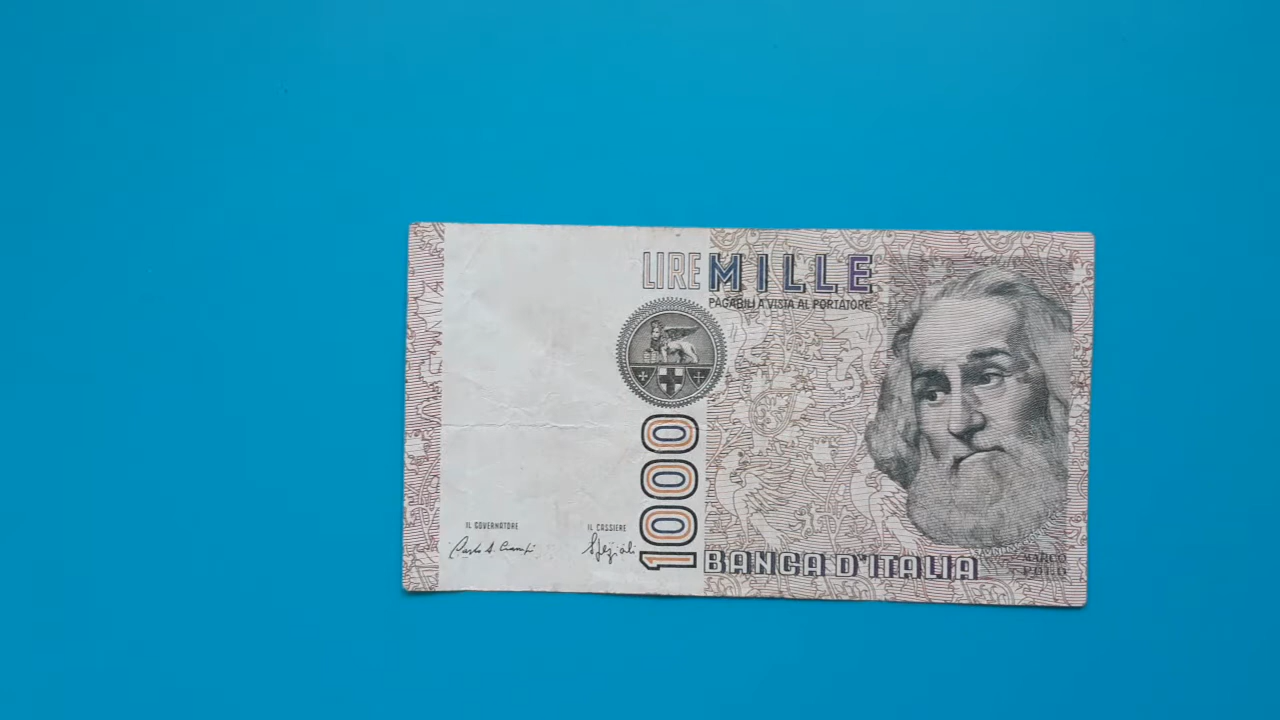 LIRE MILLE
PAGABILI A VISTA AL PORTATORE
1000
IL GOVERNATORE
IL CASSIERE
BANCA D'ITALIA
MARCO
POLO